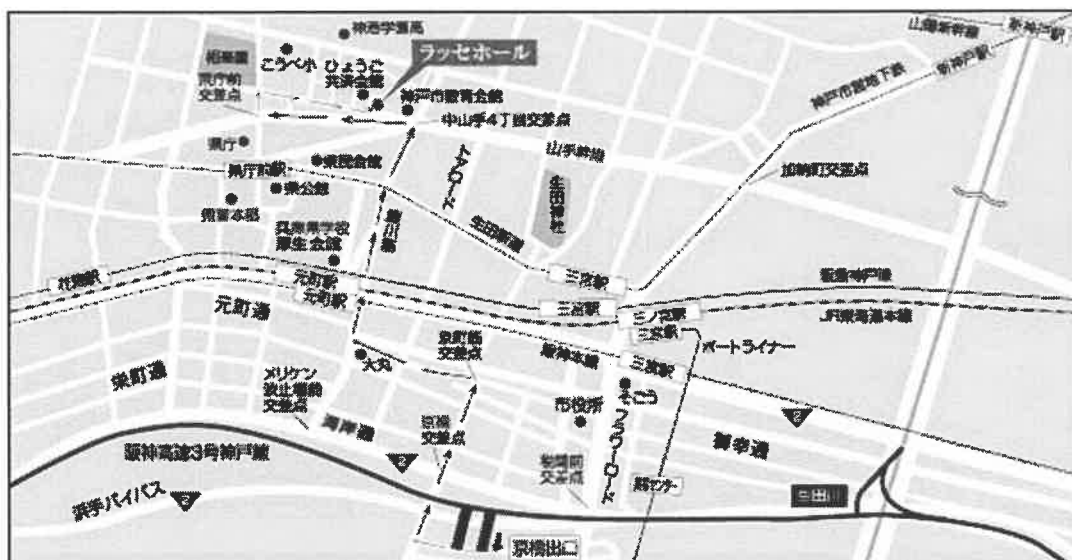 神港学園高
山陽新幹線
新神戸駅
相楽園
こうべ小
ひょうご
共済会館
ラッセホール
新神戸駅
県庁前
交差点
神戸市教育会館
神戸市営地下鉄
中山手4丁目交差点
県庁
県庁前駅
県民会館
トアロード
山手幹線
加納町交差点
県公館
生田神社
兵庫県学校
厚生会館
鯉川筋
生田新道
元町駅
元町駅
三宮駅
三宮駅
三ノ宮駅
三宮駅
阪急神戸線
JR東海道本線
元町通
京町筋
交差点
阪神本線
三宮駅
ポートライナー
栄町通
メリケン
波止場前
交差点
大丸
そごう
市役所
海岸通
京橋
交差点
フラワーロード
2
御幸通
阪神高速3号神戸線
2
税関前
交差点
浜手バイパス
2
京橋出口